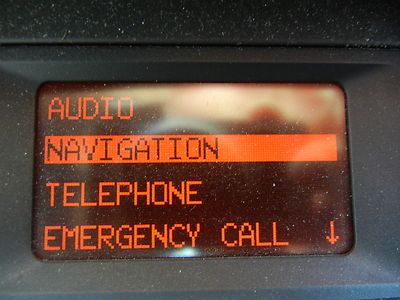 AUDIO
NAVIGATION
TELEPHONE
EMERGENCY CALL ↓